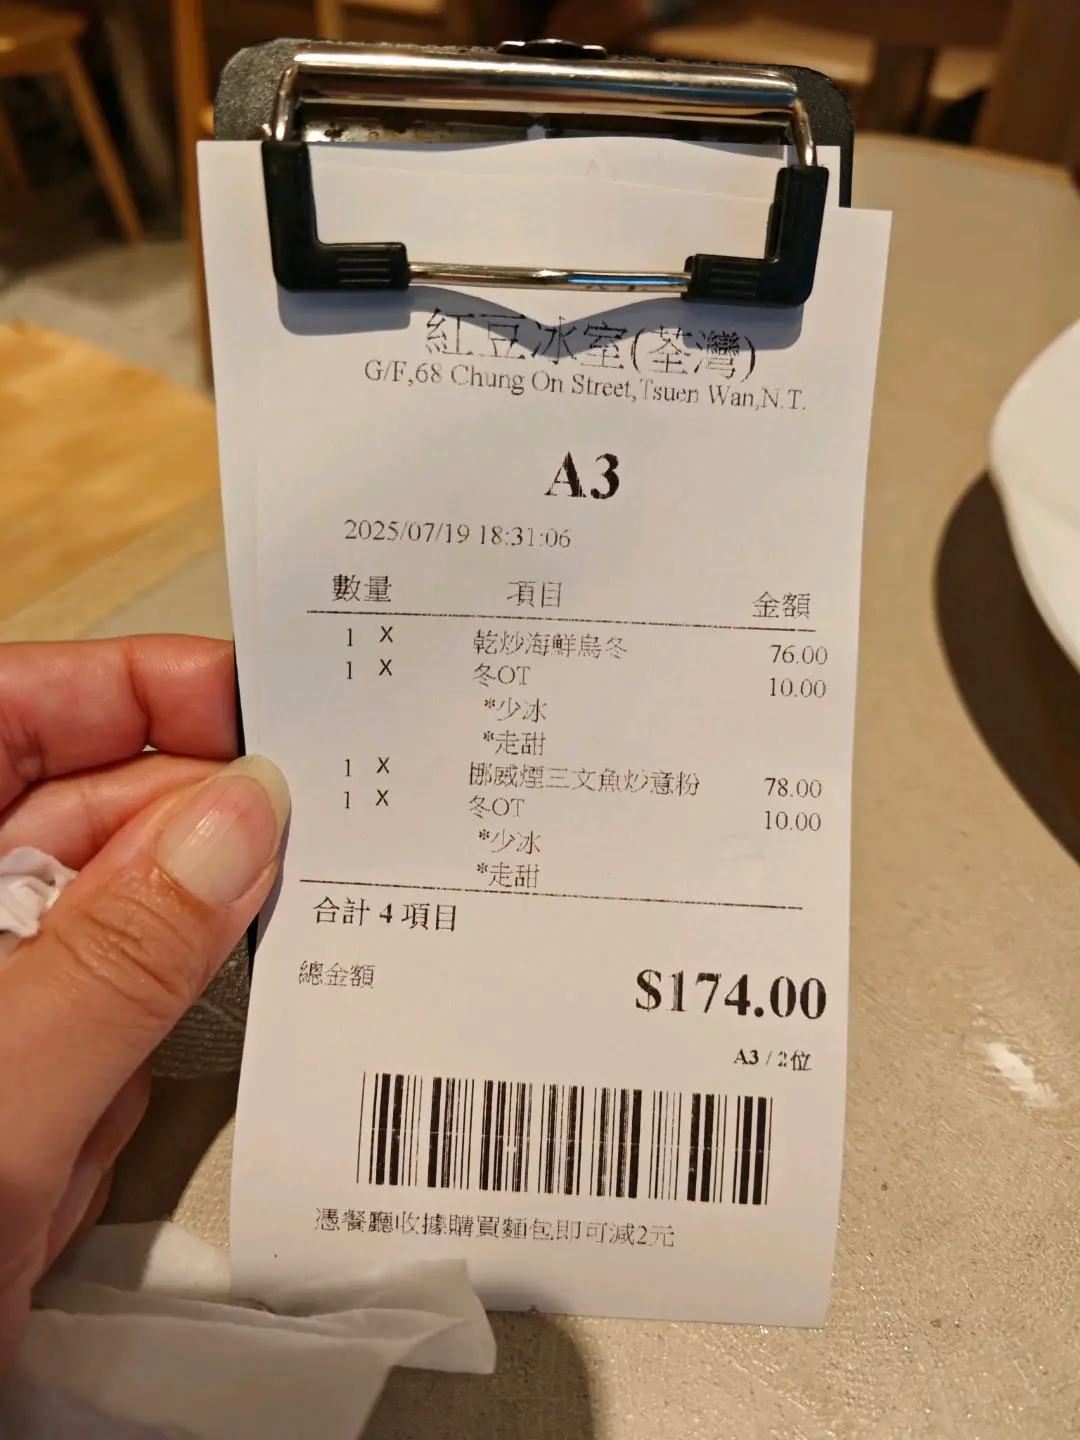 紅豆冰室(荃灣)
G/F,68 Chung On Street,Tsuen Wan,N.T.
A3
2025/07/19 18:31:06
數量 項目 金額
1 X 乾炒海鮮烏冬 76.00
1 X 冬OT 10.00
*少冰
*走甜
1 X 挪威煙三文魚炒意粉 78.00
1 X 冬OT 10.00
*少冰
*走甜
合計 4 項目
總金額 $174.00
A3 / 2位
憑餐廳收據購買麵包即可減2元